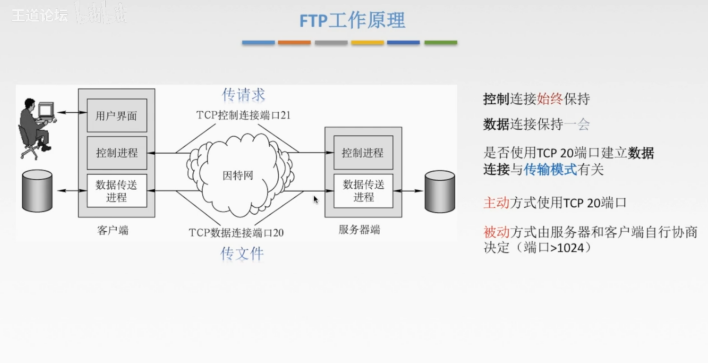 王道论坛
FTP工作原理
传请求
TCP控制连接端口21
用户界面
控制进程
数据传送
进程
因特网
控制进程
数据传送
进程
客户端
TCP数据连接端口20
服务器端
传文件
控制连接始终保持
数据连接保持一会
是否使用TCP 20端口建立数据
连接与传输模式有关
主动方式使用TCP 20端口
被动方式由服务器和客户端自行协商
决定（端口>1024）